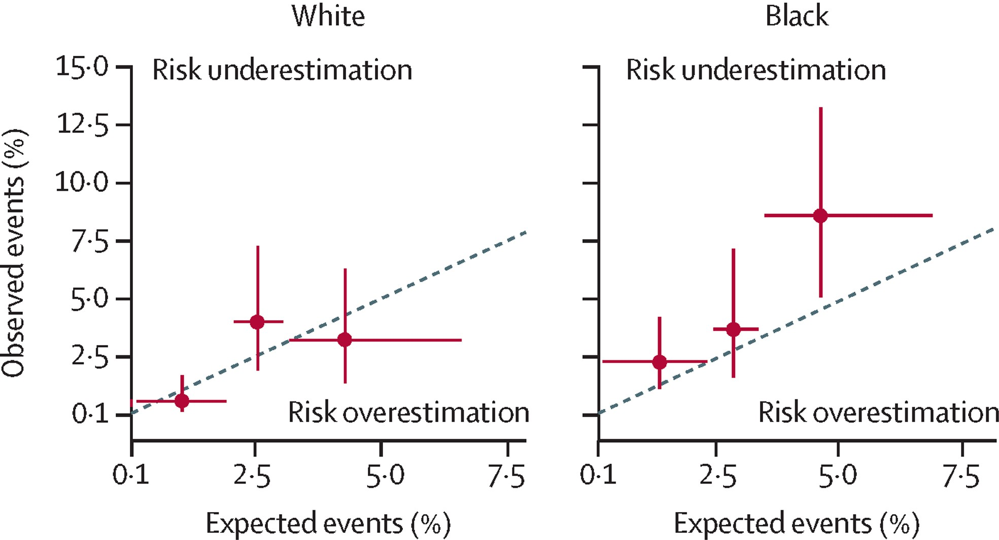 White
Black
Observed events (%)
15·0
12·5
10·0
7·5
5·0
2·5
0·1
Risk underestimation
Risk overestimation
0·1 2·5 5·0 7·5
Expected events (%)
Risk underestimation
Risk overestimation
0·1 2·5 5·0 7·5
Expected events (%)